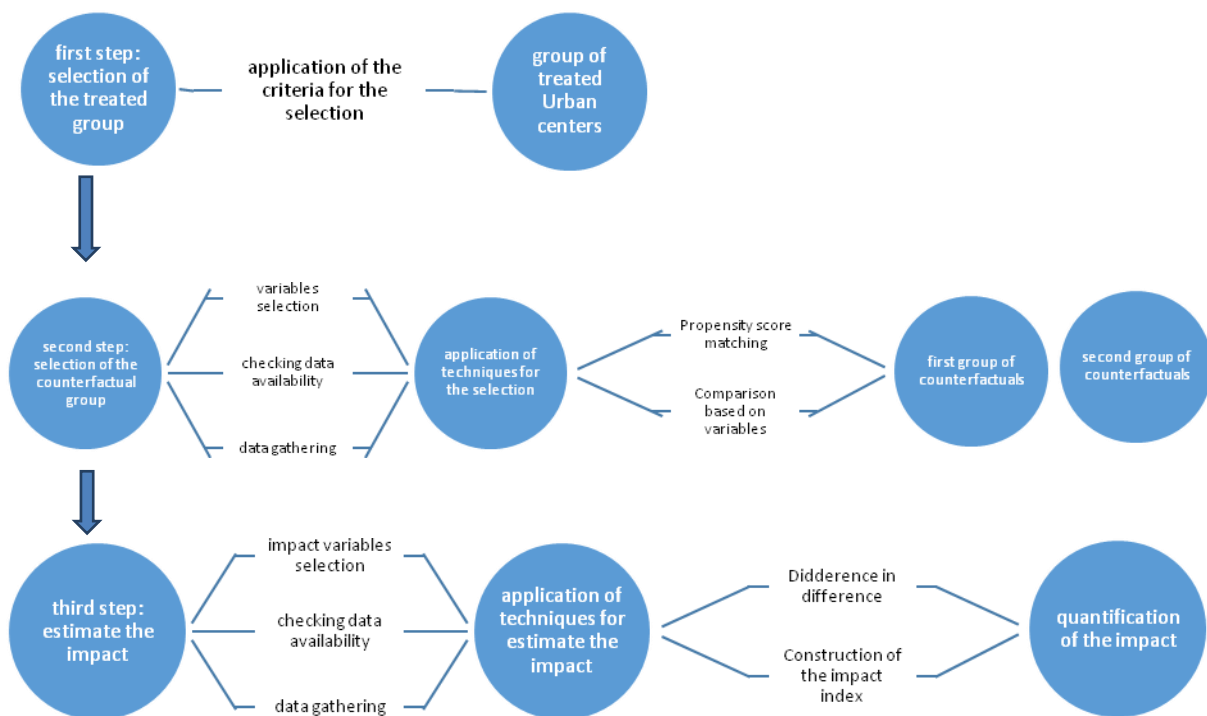 first step:
selection of
the treated
group
application of the
criteria for the
selection
group of
treated
Urban
centers
second step:
selection of the
counterfactual
group
variables
selection
checking data
availability
data gathering
application of
techniques for
the selection
Propensity score
matching
Comparison
based on
variables
first group of
counterfactuals
second group of
counterfactuals
third step:
estimate the
impact
impact variables
selection
checking data
availability
data gathering
application of
techniques for
estimate the
impact
Didderence in
difference
Construction of
the impact
index
quantification
of the impact